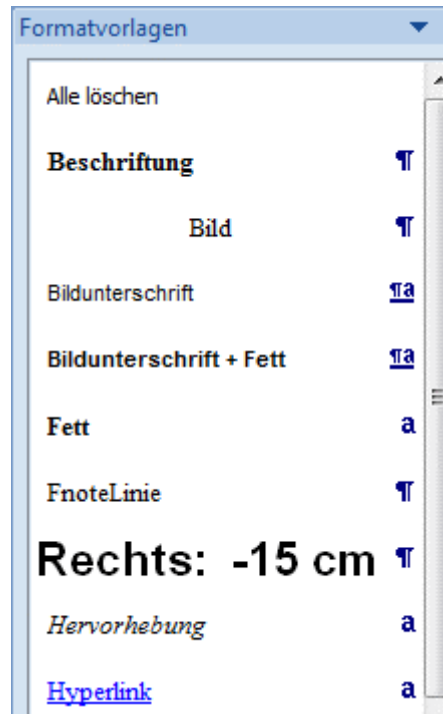 Formatvorlagen
Alle löschen
Beschriftung ¶
Bild ¶
Bildunterschrift ¶a
Bildunterschrift + Fett ¶a
Fett a
FnoteLinie ¶
Rechts: -15 cm ¶
Hervorhebung a
Hyperlink a